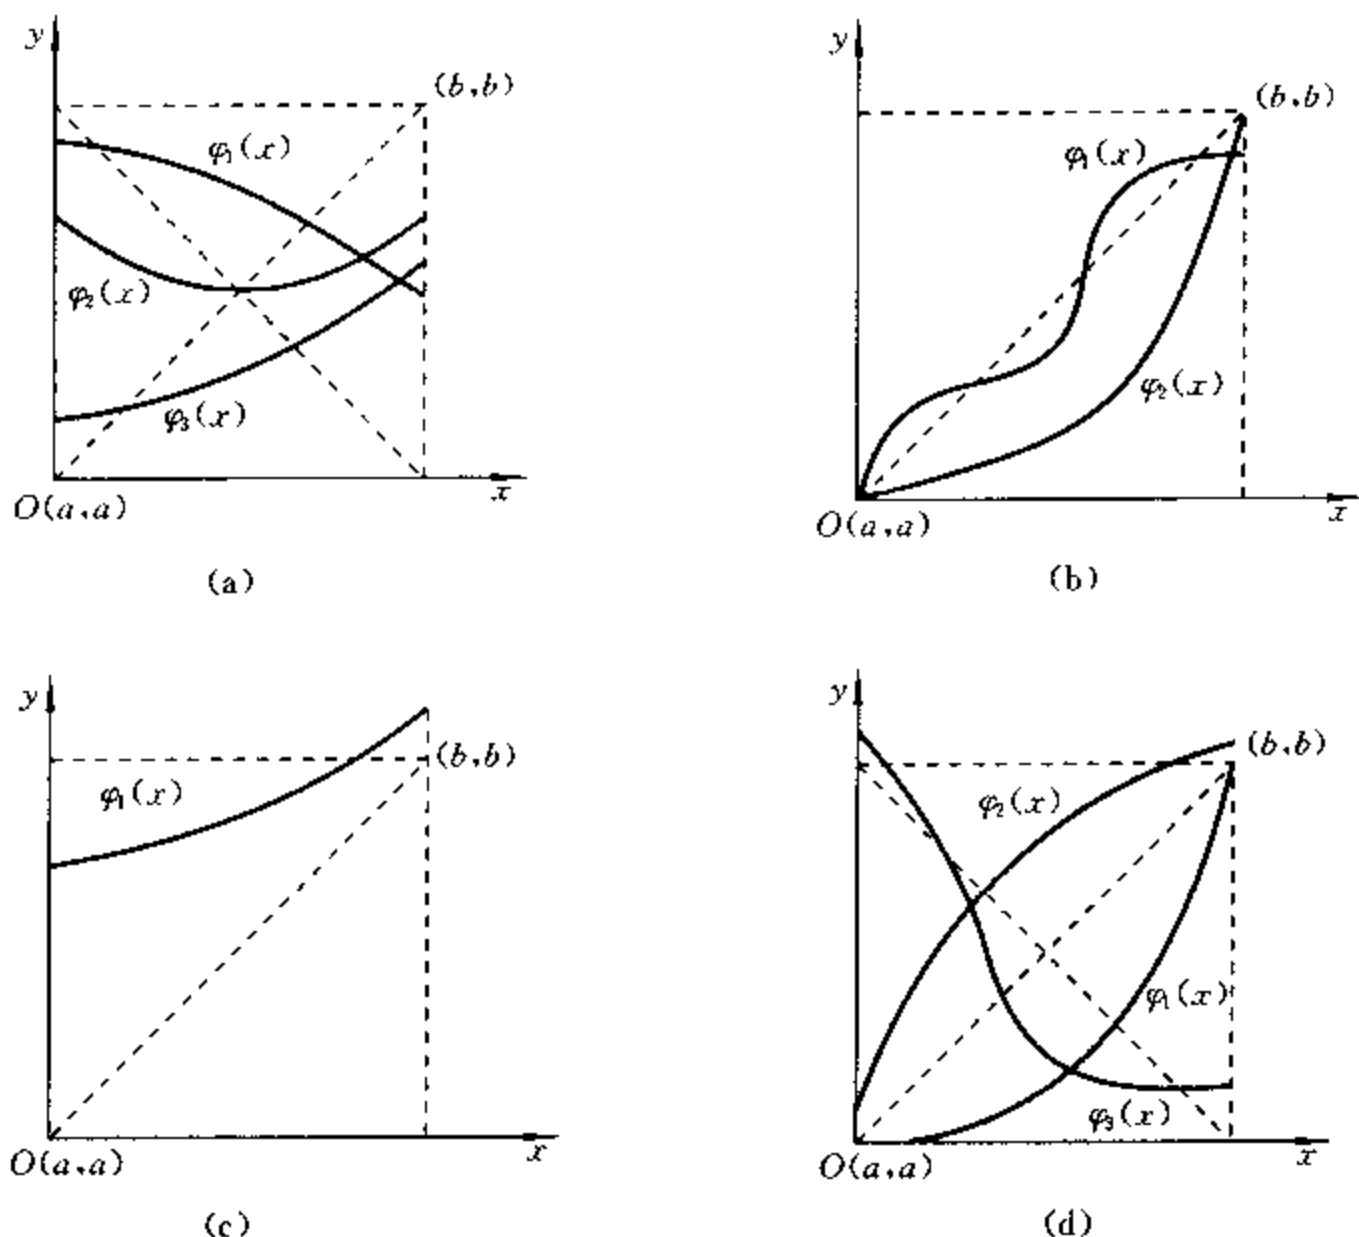 y
(b,b)
φ₁(x)
φ₂(x)
φ₃(x)
x
O(a,a)
(a)
y
(b,b)
φ₁(x)
φ₂(x)
O(a,a)
x
(b)
y
(b,b)
φ₁(x)
x
O(a,a)
(c)
y
(b,b)
φ₂(x)
φ₁(x)
φ₃(x)
O(a,a)
x
(d)